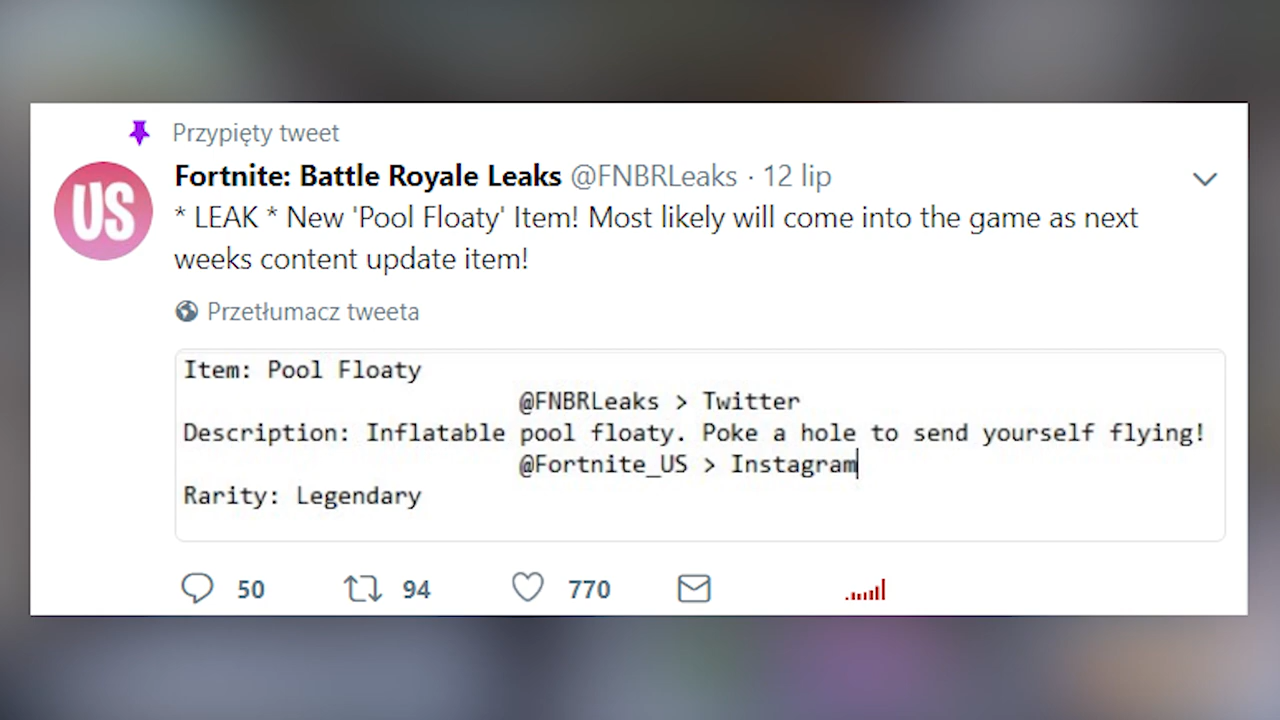 Przypięty tweet
Fortnite: Battle Royale Leaks @FNBRLeaks · 12 lip
US
* LEAK * New 'Pool Floaty' Item! Most likely will come into the game as next
weeks content update item!
Przetłumacz tweeta
Item: Pool Floaty
@FNBRLeaks > Twitter
Description: Inflatable pool floaty. Poke a hole to send yourself flying!
@Fortnite_US > Instagram
Rarity: Legendary
50 94 770